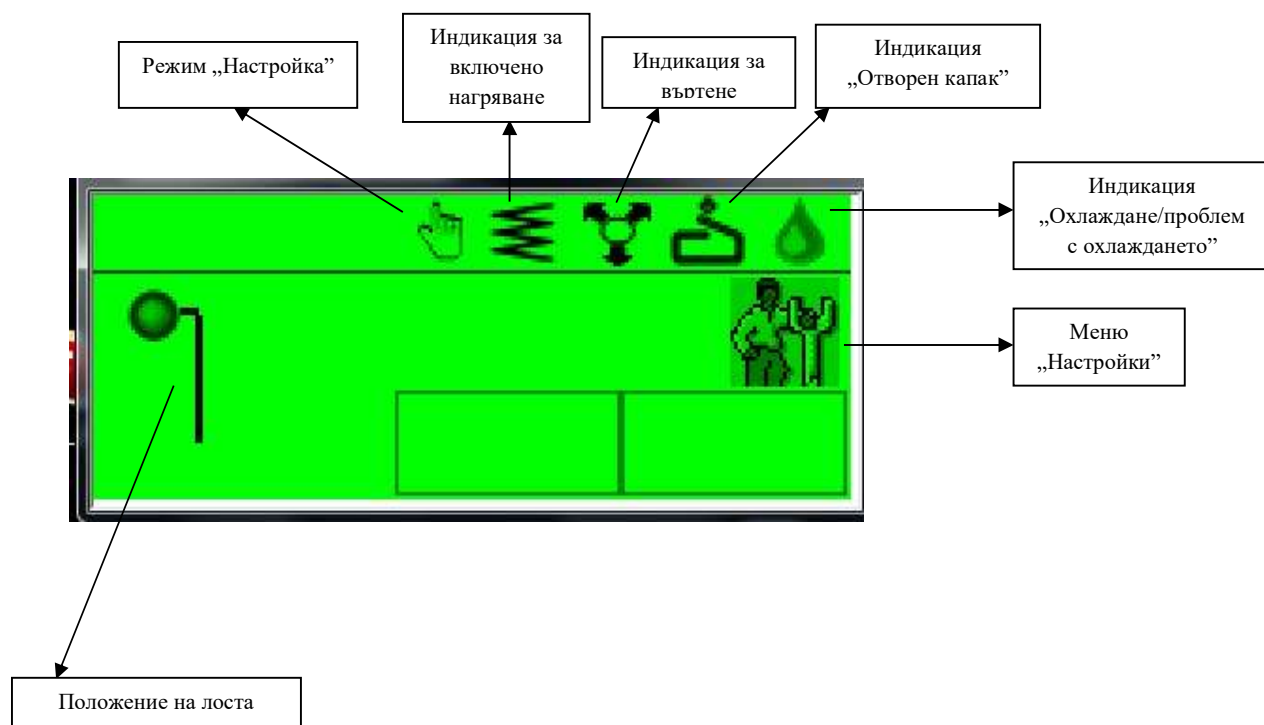 Режим „Настройка”
Индикация за
включено
нагряване
Индикация за
въртене
Индикация
„Отворен капак”
Индикация
„Охлаждане/проблем
с охлаждането”
Меню
„Настройки”
Положение на лоста